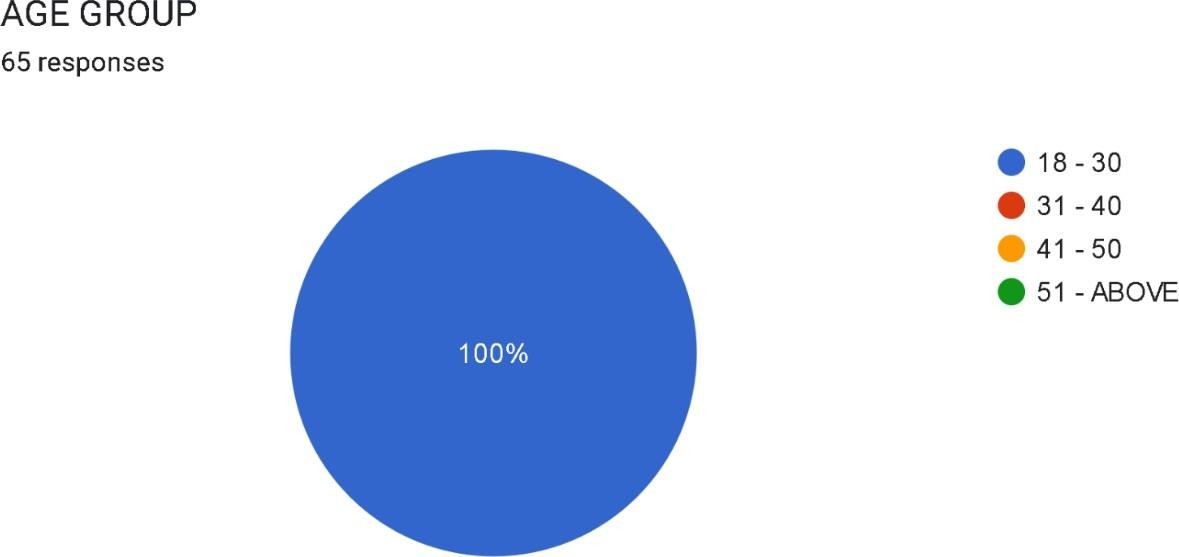 AGE GROUP
65 responses
100%
18 - 30
31 - 40
41 - 50
51 - ABOVE